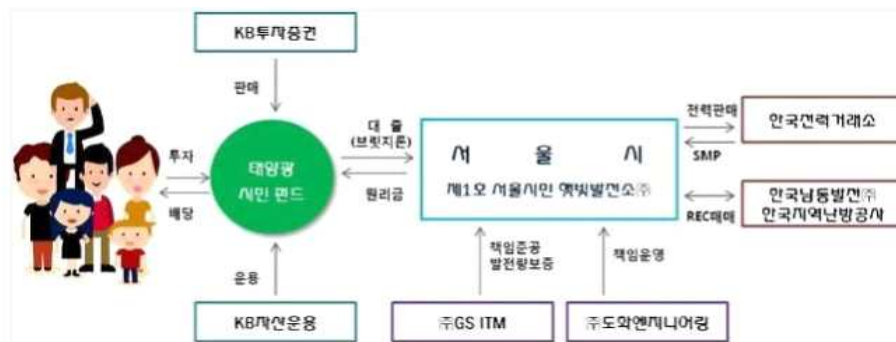 KB투자증권
판매
투자
배당
태양광
시민 펀드
대 출
(브릿지론)
원리금
서 울 시
제1호 서울시민 햇빛발전소㈜
전력판매
SMP
한국전력거래소
REC매매
한국남동발전㈜
한국지역난방공사
운용
책임준공
발전량보증
책임운영
KB자산운용
㈜GS ITM
㈜도화엔지니어링